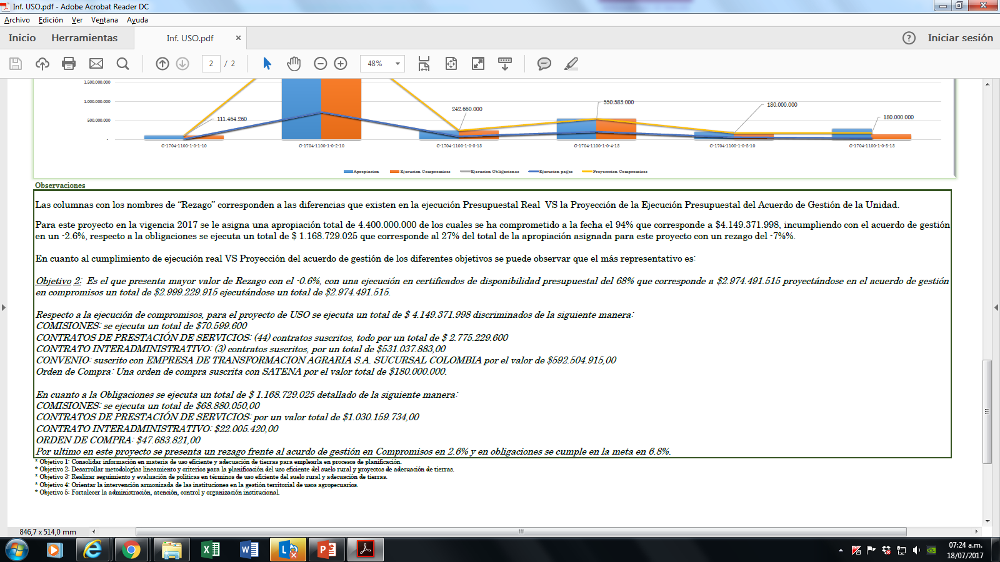 Inf. USO.pdf - Adobe Acrobat Reader DC
Archivo Edición Ver Ventana Ayuda
Inicio Herramientas Inf. USO.pdf × ? Iniciar sesión
2 / 2 48%
1.500.000.000
1.000.000.000
500.000.000
-
111.464.260
242.660.000
550.583.000
180.000.000
180.000.000
C-1704-1100-1-0-1-10 C-1704-1100-1-0-2-10 C-1704-1100-1-0-3-13 C-1704-1100-1-0-4-13 C-1704-1100-1-0-5-10 C-1704-1100-1-0-5-13
Apropiacion Ejecucion Compromisos Ejecucion Obligaciones Ejecucion pagos Proyecccion Compromisos
Observaciones
Las columnas con los nombres de “Rezago” corresponden a las diferencias que existen en la ejecución Presupuestal Real VS la Proyección de la Ejecución Presupuestal del Acuerdo de Gestión de la Unidad.
Para este proyecto en la vigencia 2017 se le asigna una apropiación total de 4.400.000.000 de los cuales se ha comprometido a la fecha el 94% que corresponde a $4.149.371.998, incumpliendo con el acuerdo de gestión
en un -2.6%, respecto a la obligaciones se ejecuta un total de $ 1.168.729.025 que corresponde al 27% del total de la apropiación asignada para este proyecto con un rezago del -7%%.
En cuanto al cumplimiento de ejecución real VS Proyección del acuerdo de gestión de los diferentes objetivos se puede observar que el más representativo es:
Objetivo 2: Es el que presenta mayor valor de Rezago con el -0.6%, con una ejecución en certificados de disponibilidad presupuestal del 68% que corresponde a $2.974.491.515 proyectándose en el acuerdo de gestión
en compromisos un total de $2.999.229.915 ejecutándose un total de $2.974.491.515.
Respecto a la ejecución de compromisos, para el proyecto de USO se ejecuta un total de $ 4.149.371.998 discriminados de la siguiente manera:
COMISIONES: se ejecuta un total de $70.599.600
CONTRATOS DE PRESTACIÓN DE SERVICIOS: (44) contratos suscritos, todo por un total de $ 2.775.229.600
CONTRATO INTERADMINISTRATIVO: (3) contratos suscritos, por un total de $531.037.883,00
CONVENIO: suscrito con EMPRESA DE TRANSFORMACION AGRARIA S.A. SUCURSAL COLOMBIA por el valor de $592.504.915,00
Orden de Compra: Una orden de compra suscrita con SATENA por el valor total de $180.000.000.
En cuanto a la Obligaciones se ejecuta un total de $ 1.168.729.025 detallado de la siguiente manera:
COMISIONES: se ejecuta un total de $68.880.050,00
CONTRATOS DE PRESTACIÓN DE SERVICIOS: por un valor total de $1.030.159.734,00
CONTRATO INTERADMINISTRATIVO: $22.005.420,00
ORDEN DE COMPRA: $47.683.821,00
Por ultimo en este proyecto se presenta un rezago frente al acurdo de gestión en Compromisos en 2.6% y en obligaciones se cumple en la meta en 6.8%.
* Objetivo 1: Consolidar información en materia de uso eficiente y adecuación de tierras para emplearla en procesos de planificación.
* Objetivo 2: Desarrollar metodologías lineamiento y criterios para la planificación del uso eficiente del suelo rural y proyectos de adecuación de tierras.
* Objetivo 3: Realizar seguimiento y evaluación de políticas en términos de uso eficiente del suelo rural y adecuación de tierras.
* Objetivo 4: Orientar la intervención armonizada de las instituciones en la gestión territorial de usos agropecuarios.
* Objetivo 5: Fortalecer la administración, atención, control y organización institucional.
846,7 x 514,0 mm
07:24 a.m.
18/07/2017